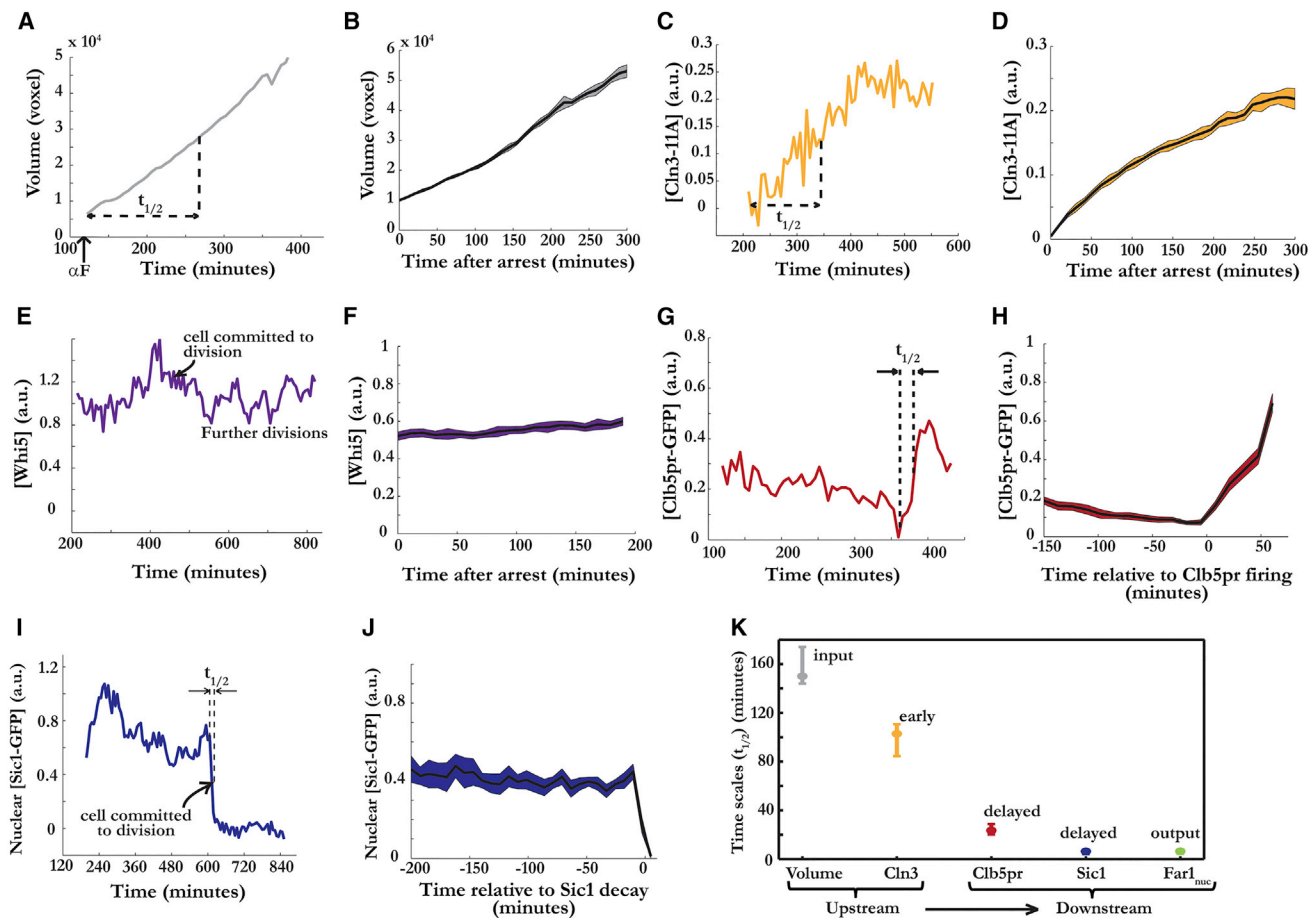 A
x 10⁴
5
4
3
2
1
0
Volume (voxel)
t1/2
100
200
300
400
αF
Time (minutes)
B
x 10⁴
6
5
4
3
2
1
0
Volume (voxel)
0
50
100
150
200
250
300
Time after arrest (minutes)
C
0.3
0.25
0.2
0.15
0.1
0.05
0
[Cln3-11A] (a.u.)
t1/2
200
300
400
500
600
Time (minutes)
D
0.3
0.2
0.1
0
[Cln3-11A] (a.u.)
0
50
100
150
200
250
300
Time after arrest (minutes)
E
cell committed to
division
1.2
0.8
0.4
0
[Whi5] (a.u.)
Further divisions
200
400
600
800
Time (minutes)
F
1
0.8
0.6
0.4
0.2
0
[Whi5] (a.u.)
0
50
100
150
200
Time after arrest (minutes)
G
0.8
0.6
0.4
0.2
0
[Clb5pr-GFP] (a.u.)
t1/2
100
200
300
400
Time (minutes)
H
1
0.8
0.6
0.4
0.2
0
[Clb5pr-GFP] (a.u.)
-150
-100
-50
0
50
Time relative to Clb5pr firing
(minutes)
I
1.2
0.8
0.4
0
Nuclear [Sic1-GFP] (a.u.)
t1/2
cell committed
to division
120
240
360
480
600
720
840
Time (minutes)
J
0.8
0.4
0
Nuclear [Sic1-GFP] (a.u.)
-200
-150
-100
-50
0
Time relative to Sic1 decay
(minutes)
K
160
120
80
40
0
Time scales (t1/2) (minutes)
input
early
delayed
delayed
output
Volume
Cln3
Clb5pr
Sic1
Far1nuc
Upstream
Downstream